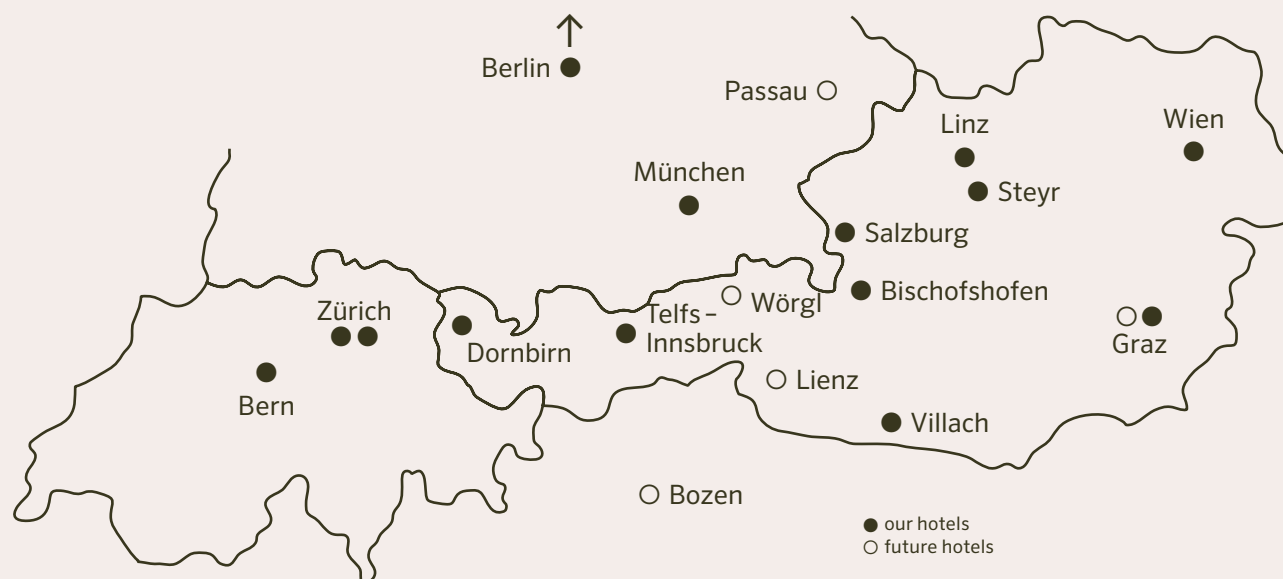 Berlin
Passau
Linz
Wien
München
Steyr
Salzburg
Bischofshofen
Wörgl
Zürich
Telfs –
Innsbruck
Dornbirn
Graz
Lienz
Bern
Villach
Bozen
our hotels
future hotels